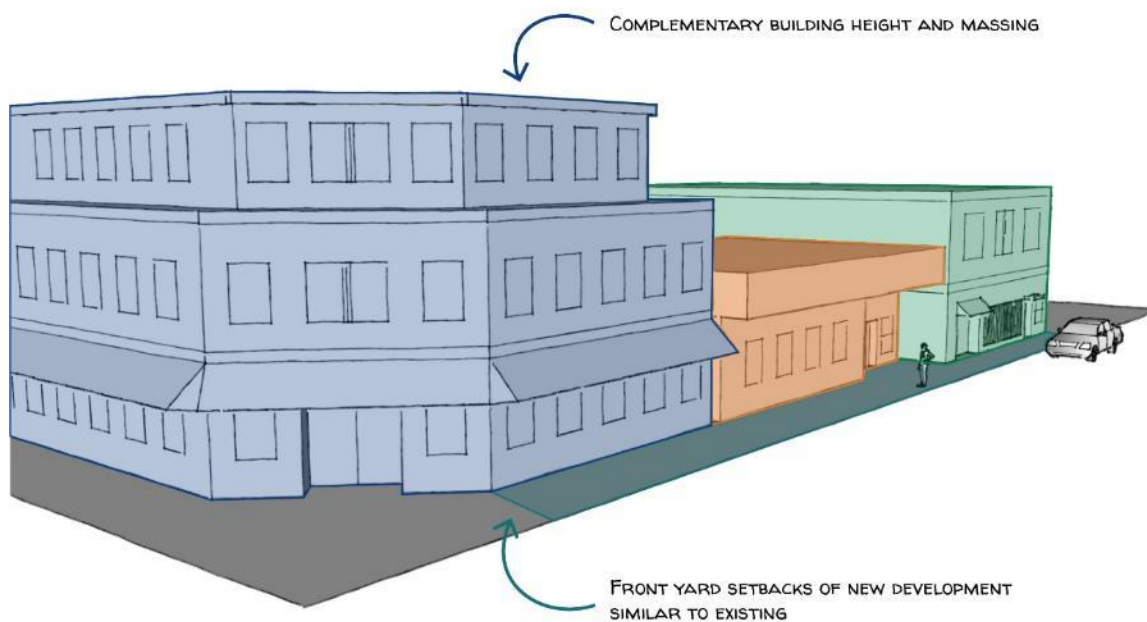 Complementary building height and massing
Front yard setbacks of new development
similar to existing